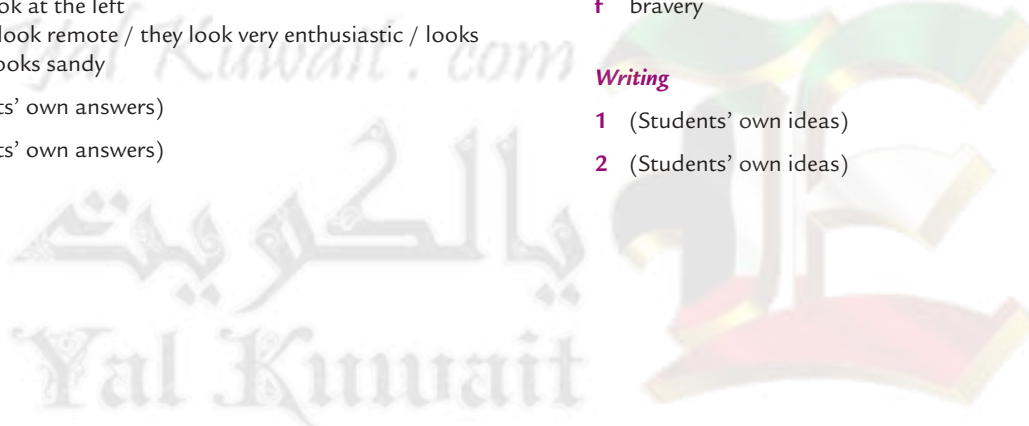 ok at the left
look remote / they look very enthusiastic / looks
ooks sandy
ts’ own answers)
ts’ own answers)
f bravery
Writing
1 (Students’ own ideas)
2 (Students’ own ideas)
Yal Kuwait . com
يالكويت
Yal Kuwait